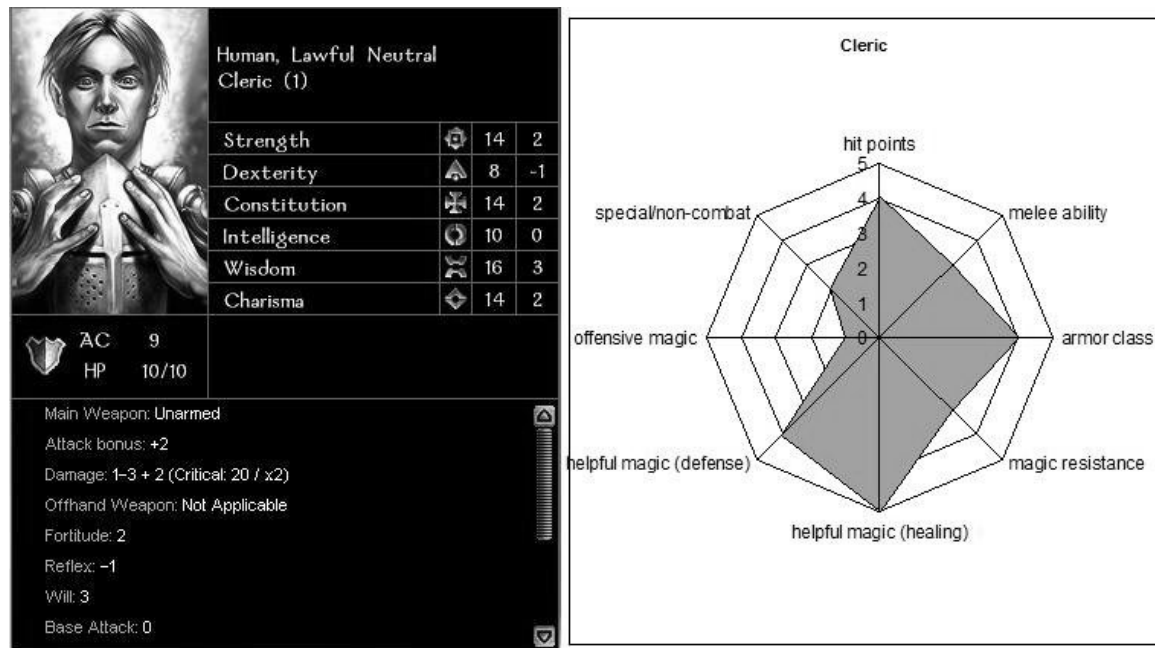 Human, Lawful Neutral
Cleric (1)
Strength 14 2
Dexterity 8 -1
Constitution 14 2
Intelligence 10 0
Wisdom 16 3
Charisma 14 2
AC 9
HP 10/10
Main Weapon: Unarmed
Attack bonus: +2
Damage: 1-3 + 2 (Critical: 20 / x2)
Offhand Weapon: Not Applicable
Fortitude: 2
Reflex: -1
Will: 3
Base Attack: 0
Cleric
hit points
5
special/non-combat
melee ability
4
3
2
1
offensive magic
0
armor class
helpful magic (defense)
magic resistance
helpful magic (healing)